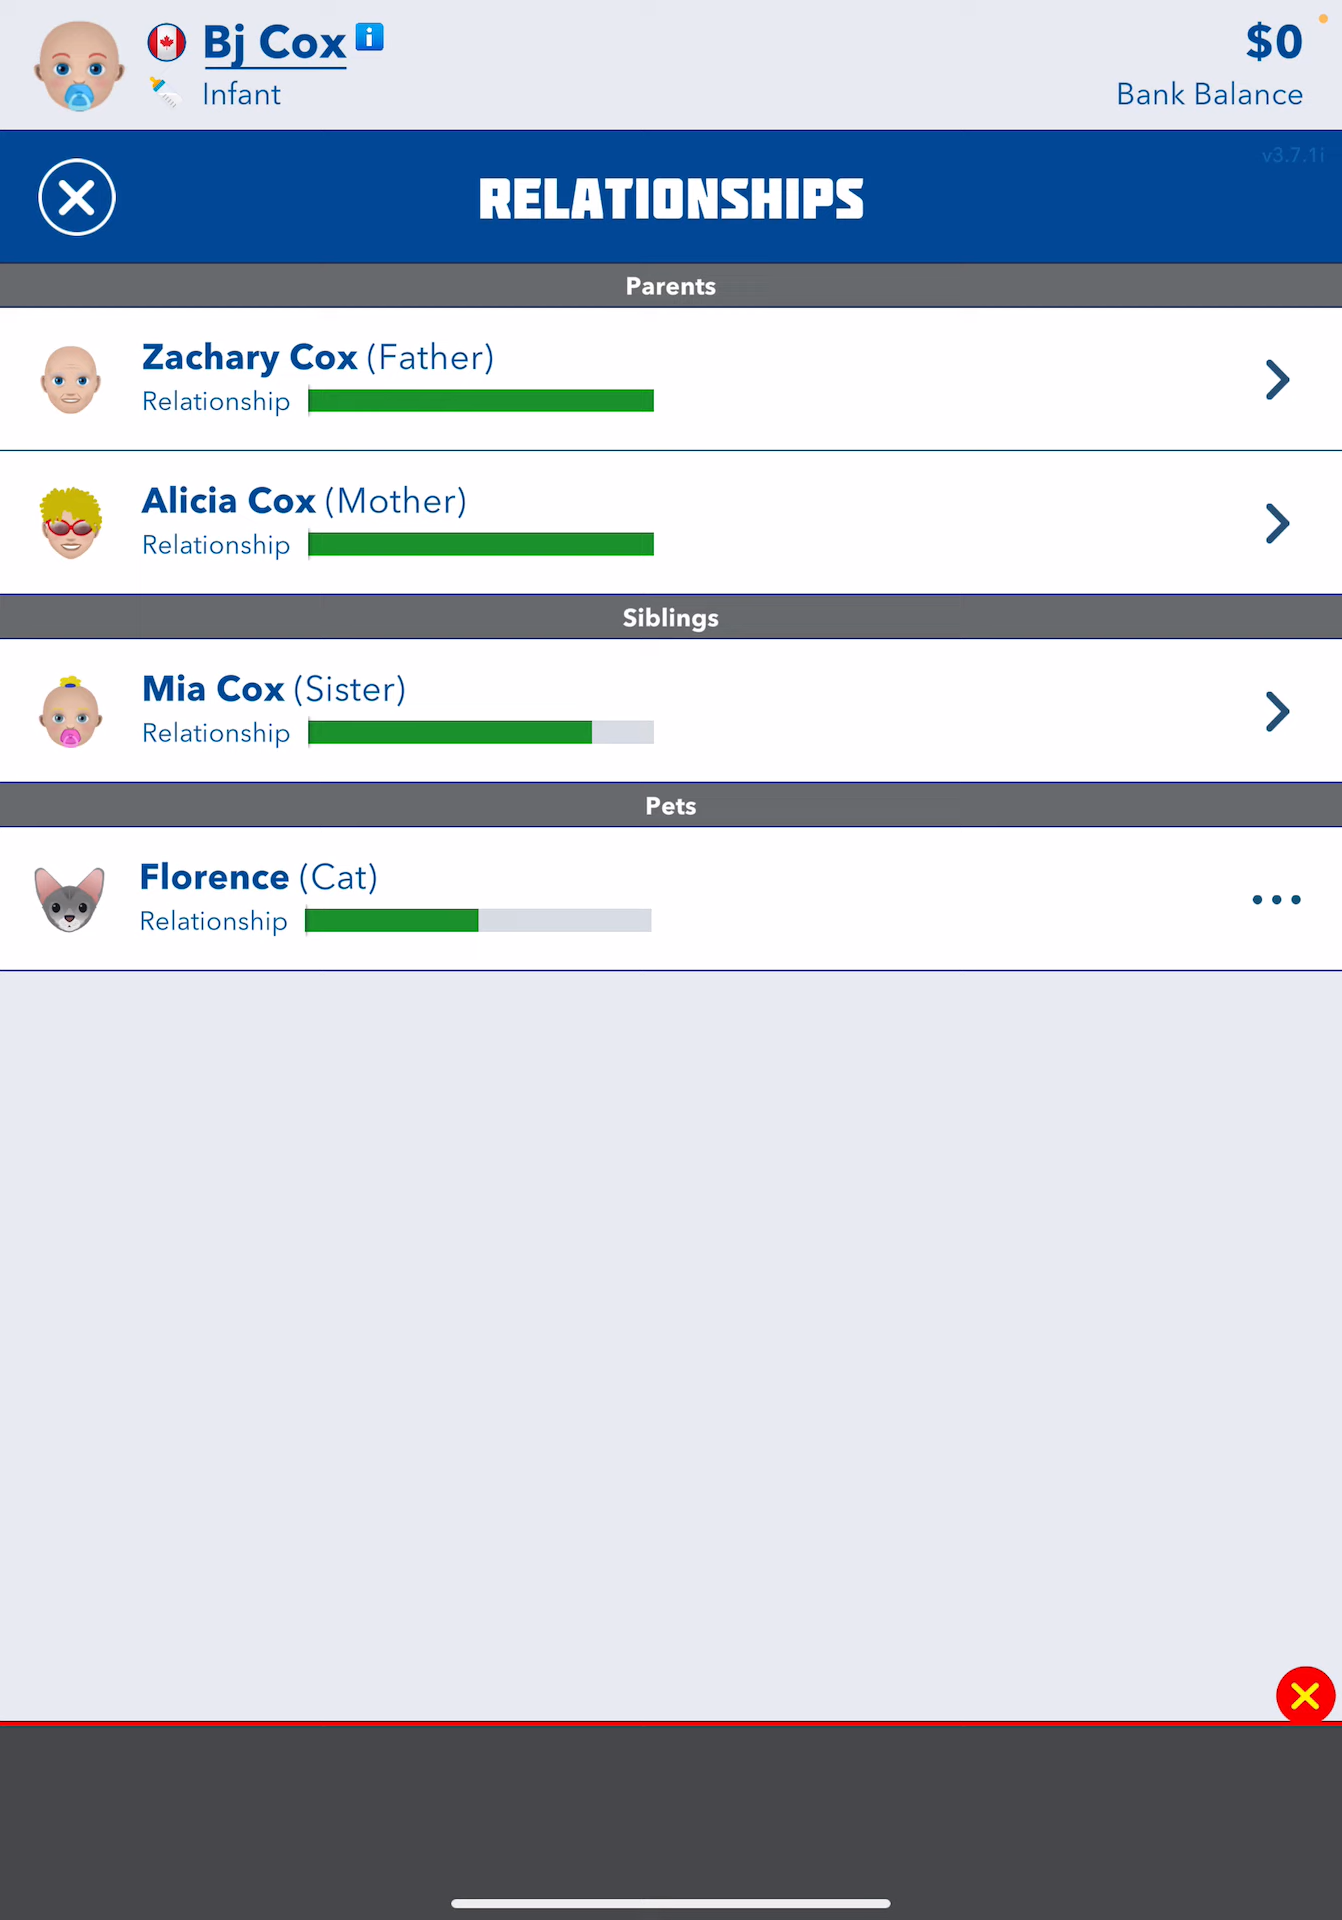 Bj Cox
Infant
$0
Bank Balance
v3.7.1i
RELATIONSHIPS
Parents
Zachary Cox (Father)
Relationship
Alicia Cox (Mother)
Relationship
Siblings
Mia Cox (Sister)
Relationship
Pets
Florence (Cat)
Relationship